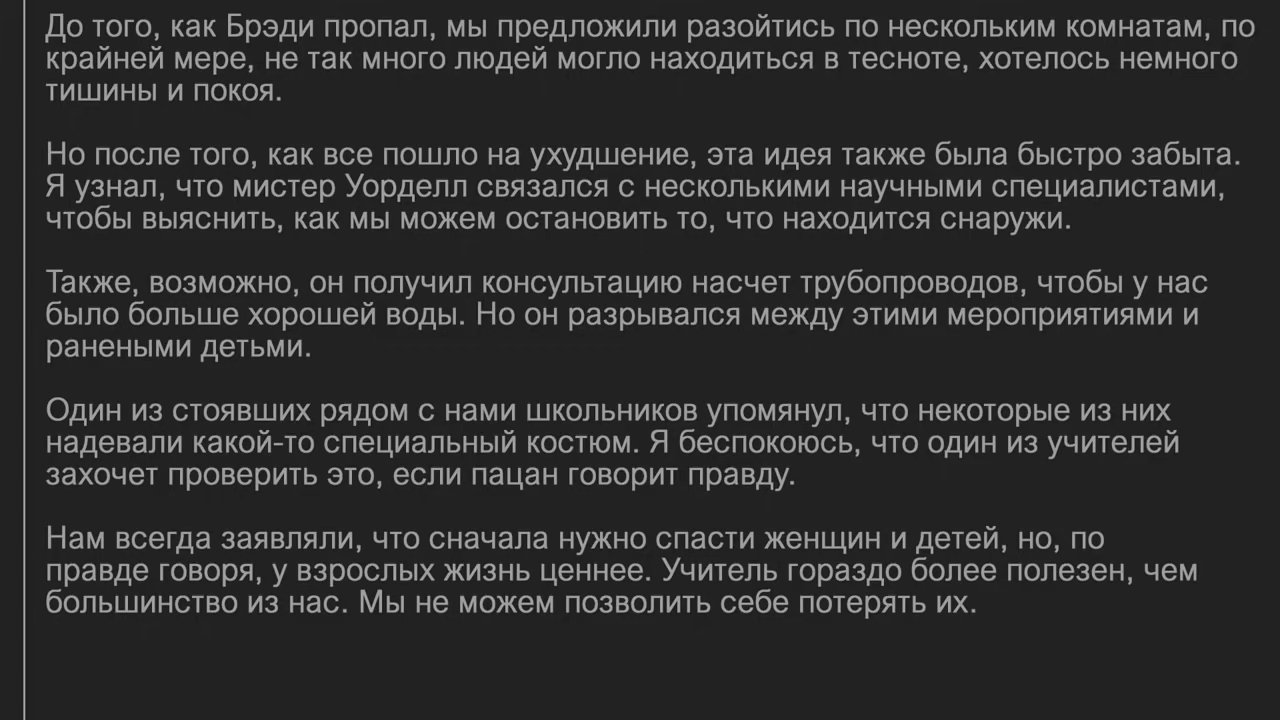 До того, как Брэди пропал, мы предложили разойтись по нескольким комнатам, по
крайней мере, не так много людей могло находиться в тесноте, хотелось немного
тишины и покоя.
Но после того, как все пошло на ухудшение, эта идея также была быстро забыта.
Я узнал, что мистер Уорделл связался с несколькими научными специалистами,
чтобы выяснить, как мы можем остановить то, что находится снаружи.
Также, возможно, он получил консультацию насчет трубопроводов, чтобы у нас
было больше хорошей воды. Но он разрывался между этими мероприятиями и
ранеными детьми.
Один из стоявших рядом с нами школьников упомянул, что некоторые из них
надевали какой-то специальный костюм. Я беспокоюсь, что один из учителей
захочет проверить это, если пацан говорит правду.
Нам всегда заявляли, что сначала нужно спасти женщин и детей, но, по
правде говоря, у взрослых жизнь ценнее. Учитель гораздо более полезен, чем
большинство из нас. Мы не можем позволить себе потерять их.